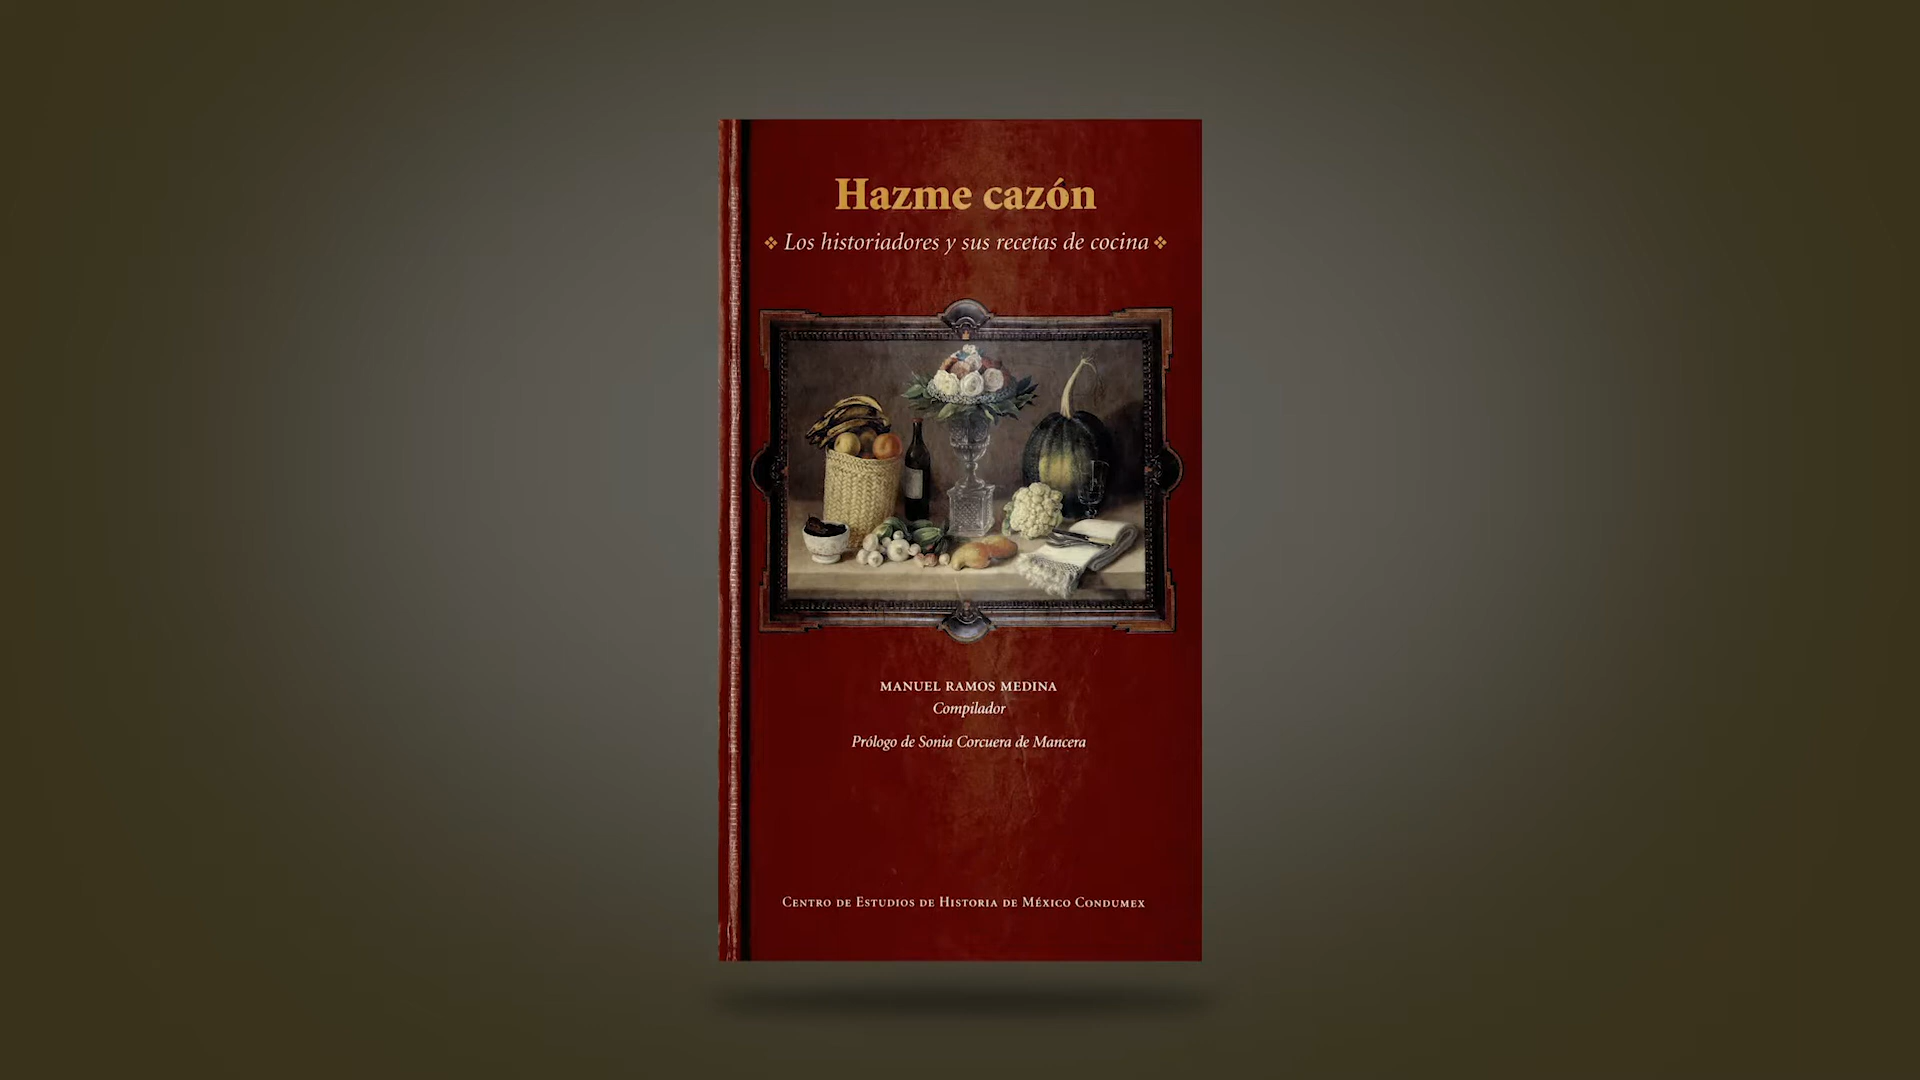 Hazme cazón
Los historiadores y sus recetas de cocina
MANUEL RAMOS MEDINA
Compilador
Prólogo de Sonia Corcuera de Mancera
CENTRO DE ESTUDIOS DE HISTORIA DE MÉXICO CONDUMEX